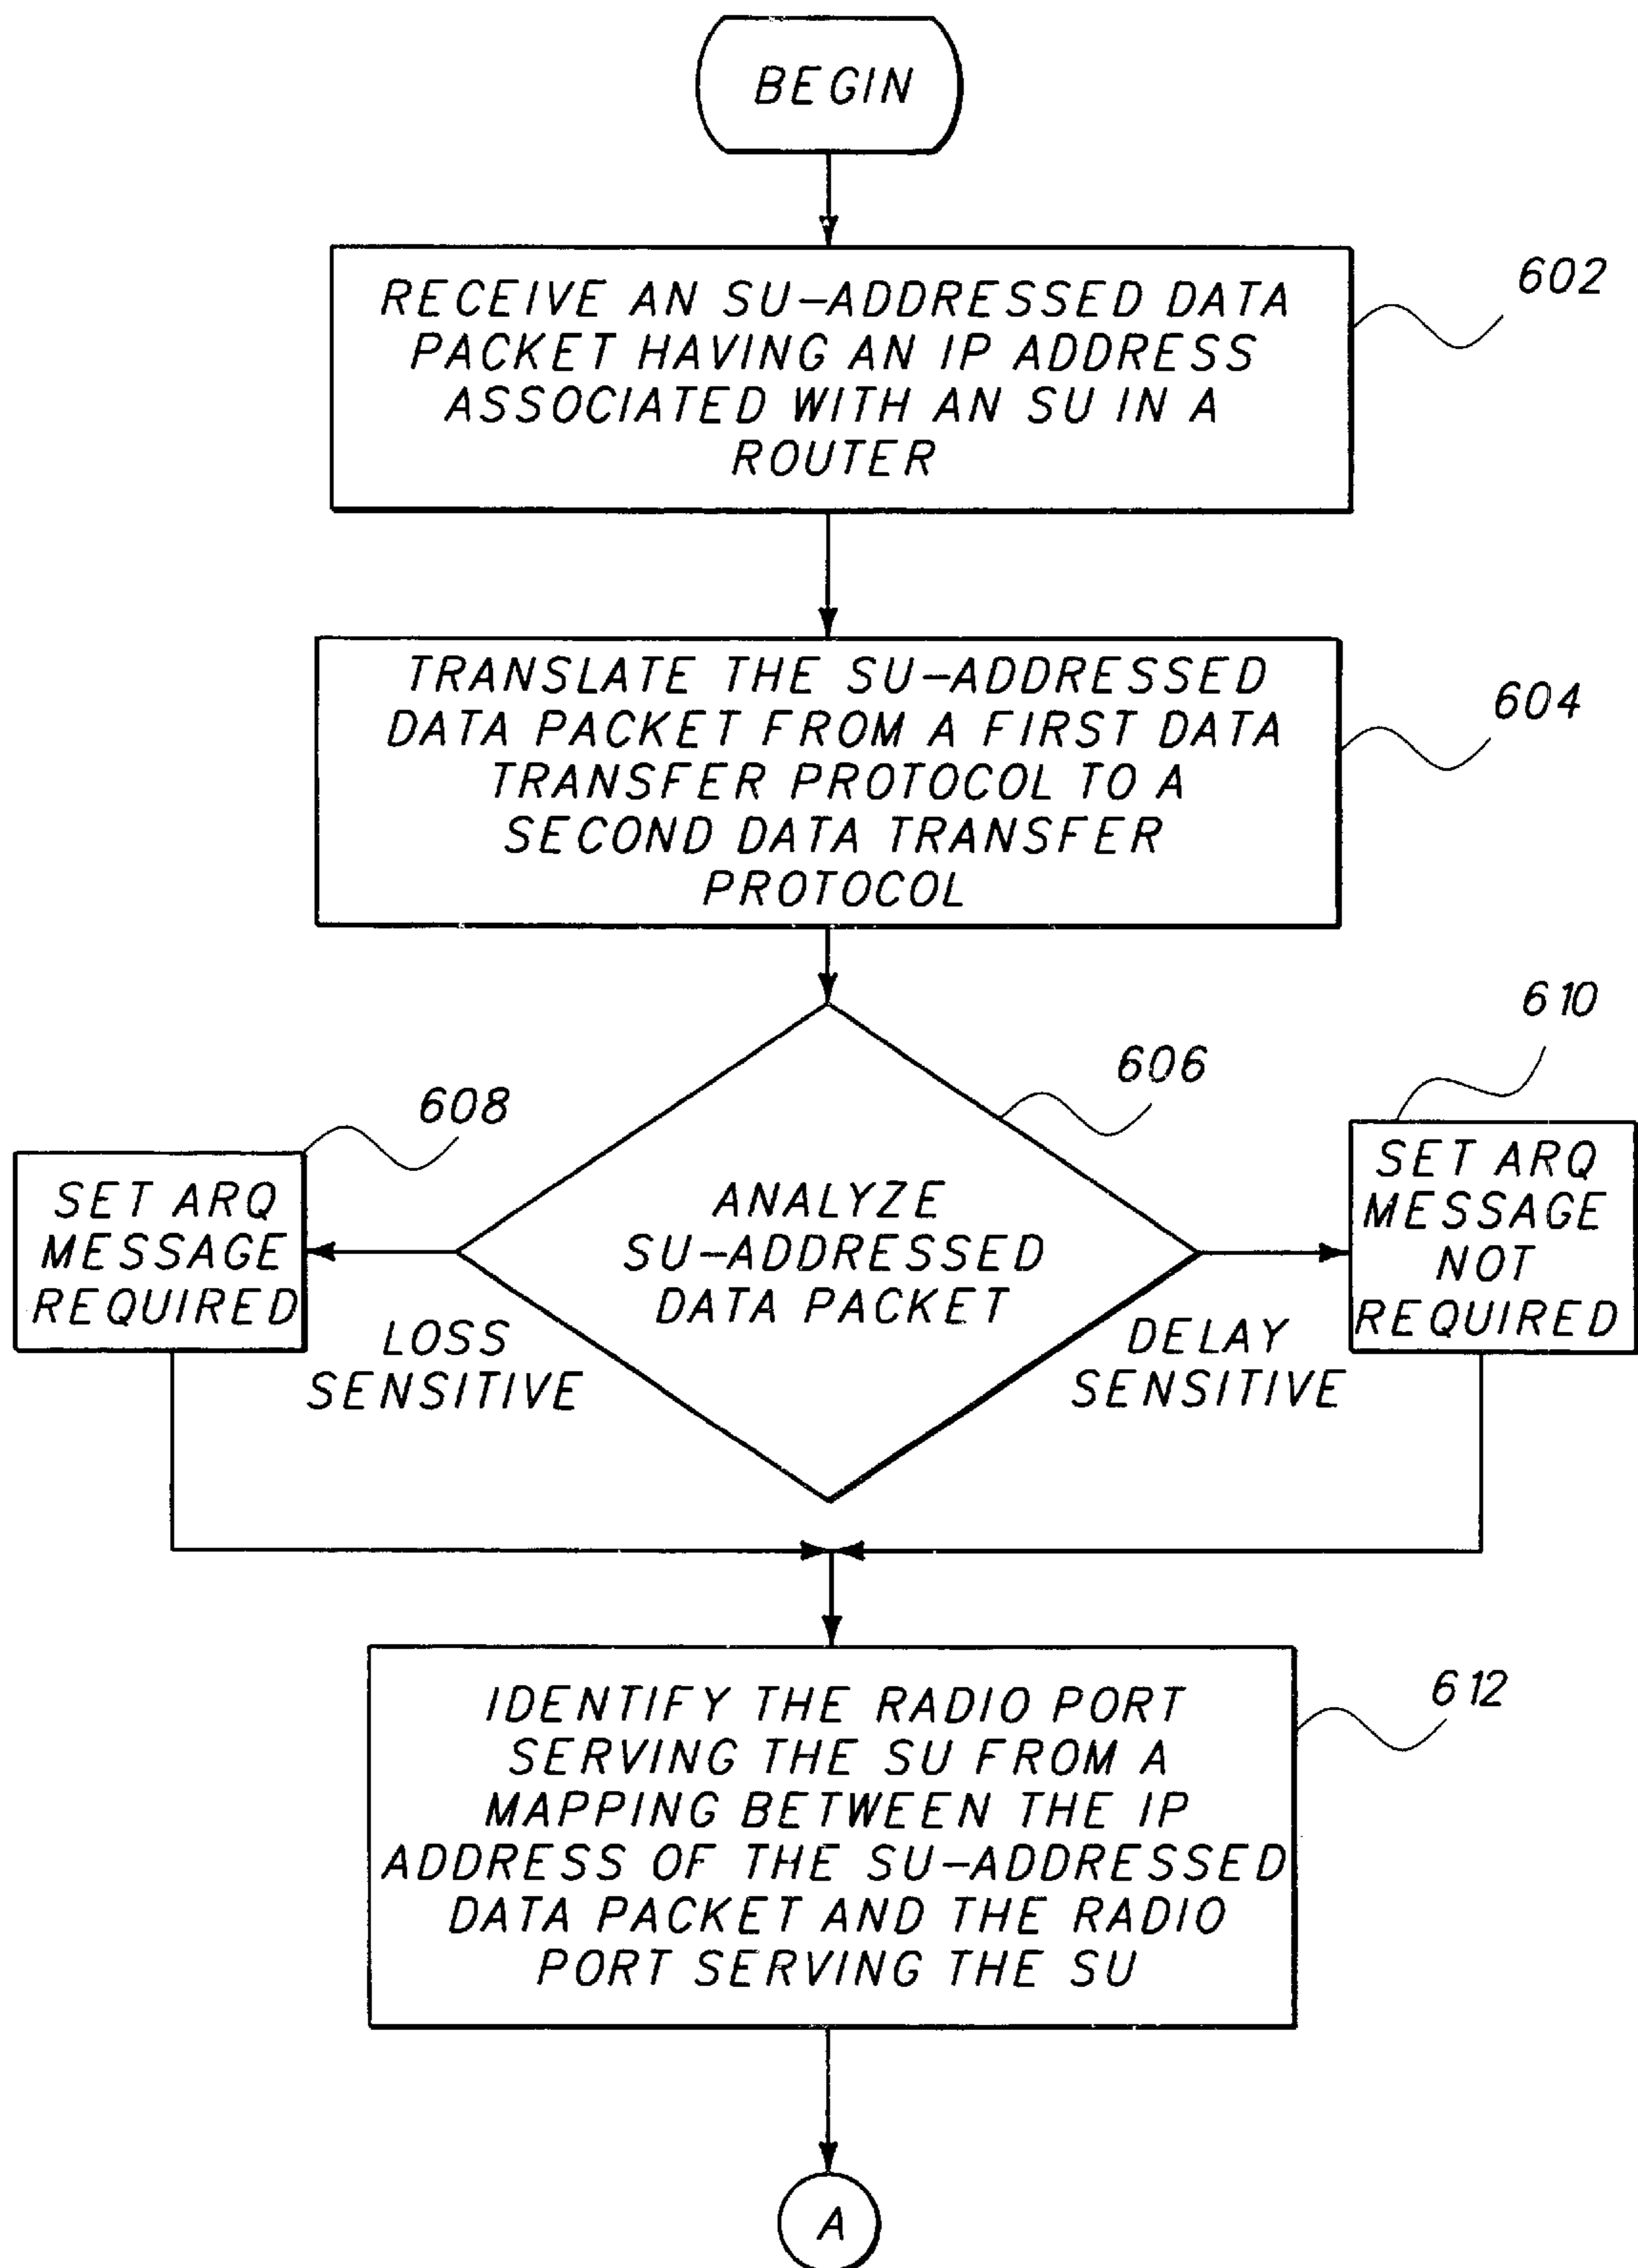 BEGIN
RECEIVE AN SU-ADDRESSED DATA
PACKET HAVING AN IP ADDRESS
ASSOCIATED WITH AN SU IN A
ROUTER
602
TRANSLATE THE SU-ADDRESSED
DATA PACKET FROM A FIRST DATA
TRANSFER PROTOCOL TO A
SECOND DATA TRANSFER
PROTOCOL
604
606
608
610
SET ARQ
MESSAGE
REQUIRED
ANALYZE
SU-ADDRESSED
DATA PACKET
SET ARQ
MESSAGE
NOT
REQUIRED
LOSS
SENSITIVE
DELAY
SENSITIVE
IDENTIFY THE RADIO PORT
SERVING THE SU FROM A
MAPPING BETWEEN THE IP
ADDRESS OF THE SU-ADDRESSED
DATA PACKET AND THE RADIO
PORT SERVING THE SU
612
A